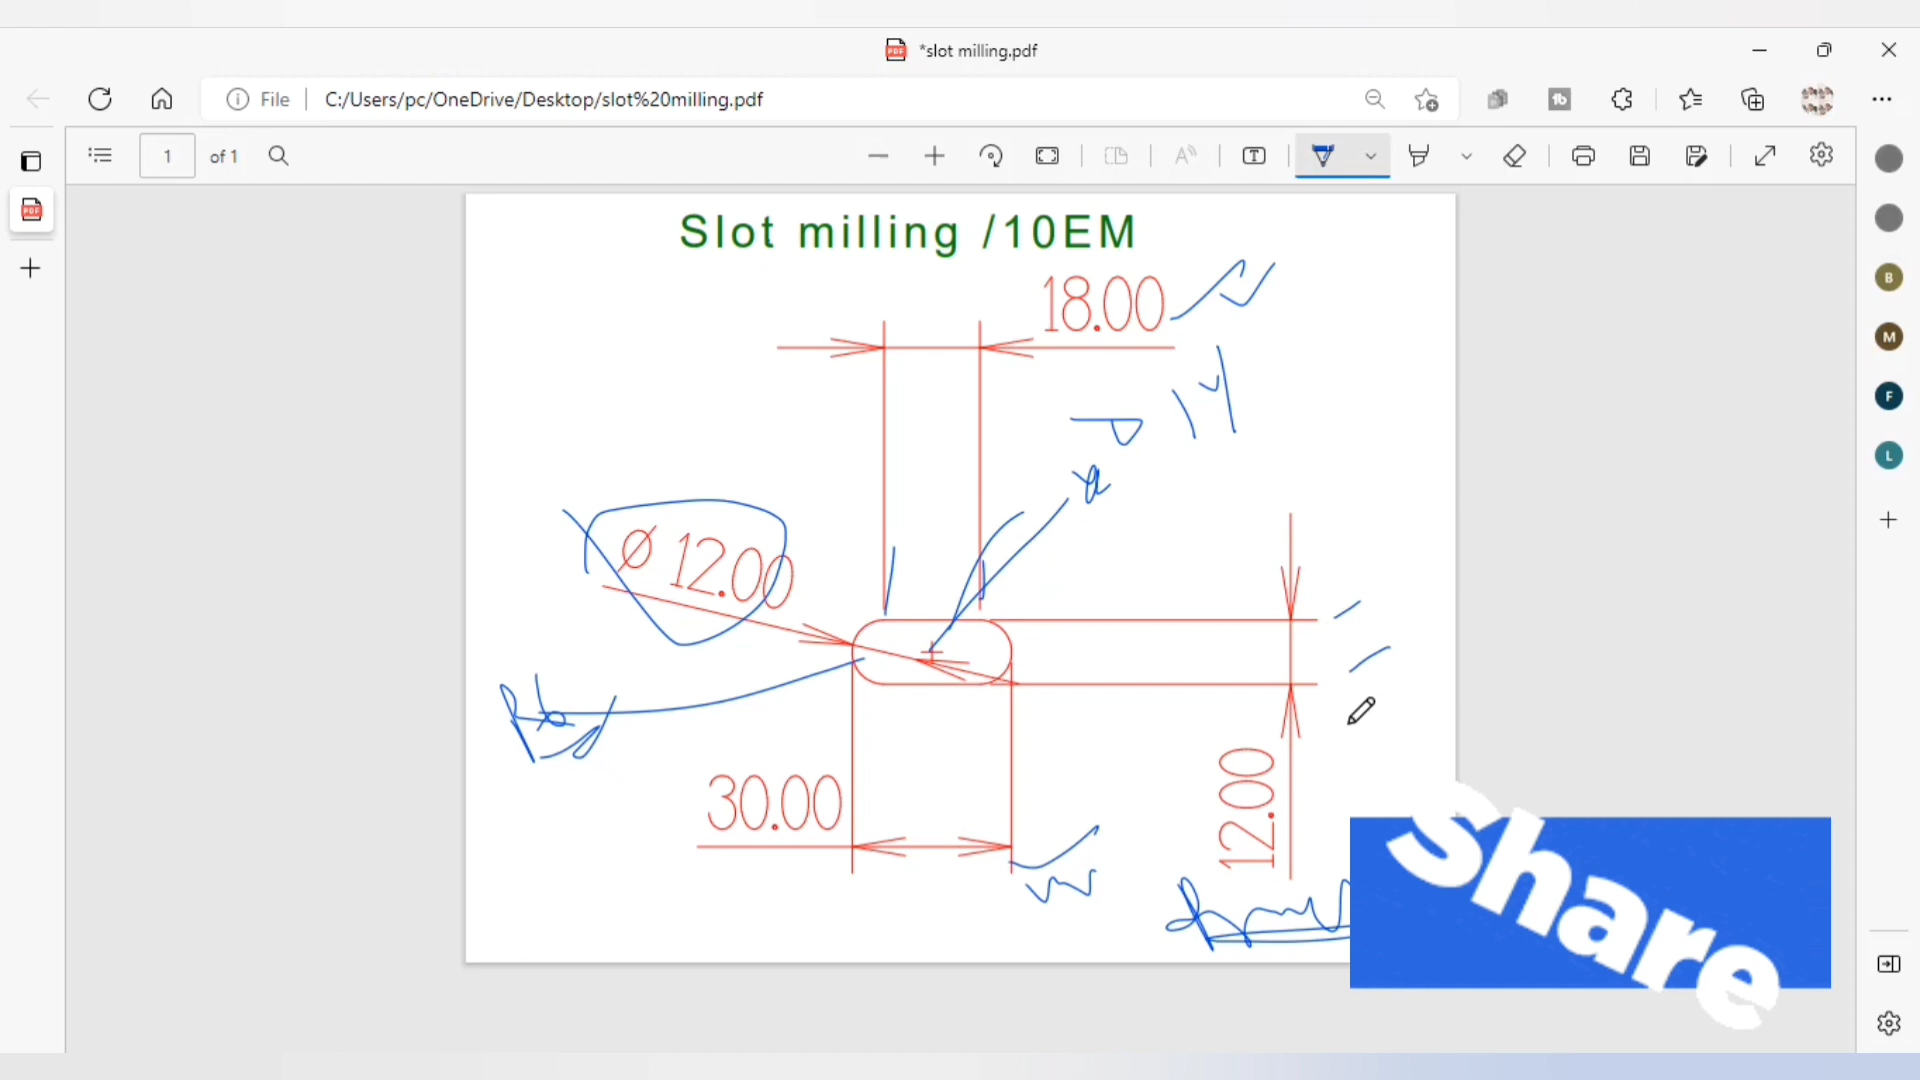 *slot milling.pdf
File C:/Users/pc/OneDrive/Desktop/slot%20milling.pdf
1 of 1
Slot milling /10EM
18.00
Ø 12.00
30.00
12.00
Share
B
M
F
L